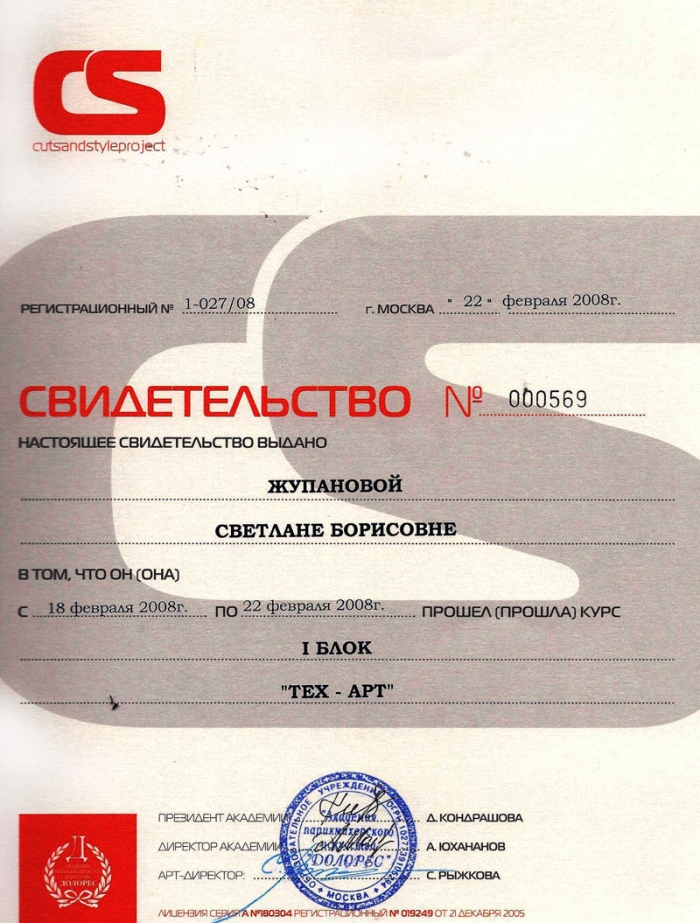 CS
cutsandstyleproject
РЕГИСТРАЦИОННЫЙ № 1-027/08 г. МОСКВА " 22 " февраля 2008г.
СВИДЕТЕЛЬСТВО № 000569
НАСТОЯЩЕЕ СВИДЕТЕЛЬСТВО ВЫДАНО
ЖУПАНОВОЙ
СВЕТЛАНЕ БОРИСОВНЕ
В ТОМ, ЧТО ОН (ОНА)
С 18 февраля 2008г. ПО 22 февраля 2008г. ПРОШЕЛ (ПРОШЛА) КУРС
I БЛОК
"ТЕХ - АРТ"
ПРЕЗИДЕНТ АКАДЕМИИ: Д. КОНДРАШОВА
ДИРЕКТОР АКАДЕМИИ: А. ЮХАНАНОВ
АРТ-ДИРЕКТОР: С. РЫЖКОВА
"Академия
парикмахерского
"ДОЛОРЕС"
МОСКВА
Д
ДОЛОРЕС
ЛИЦЕНЗИЯ СЕРИЯ А №180304 РЕГИСТРАЦИОННЫЙ № 019249 ОТ 21 ДЕКАБРЯ 2005